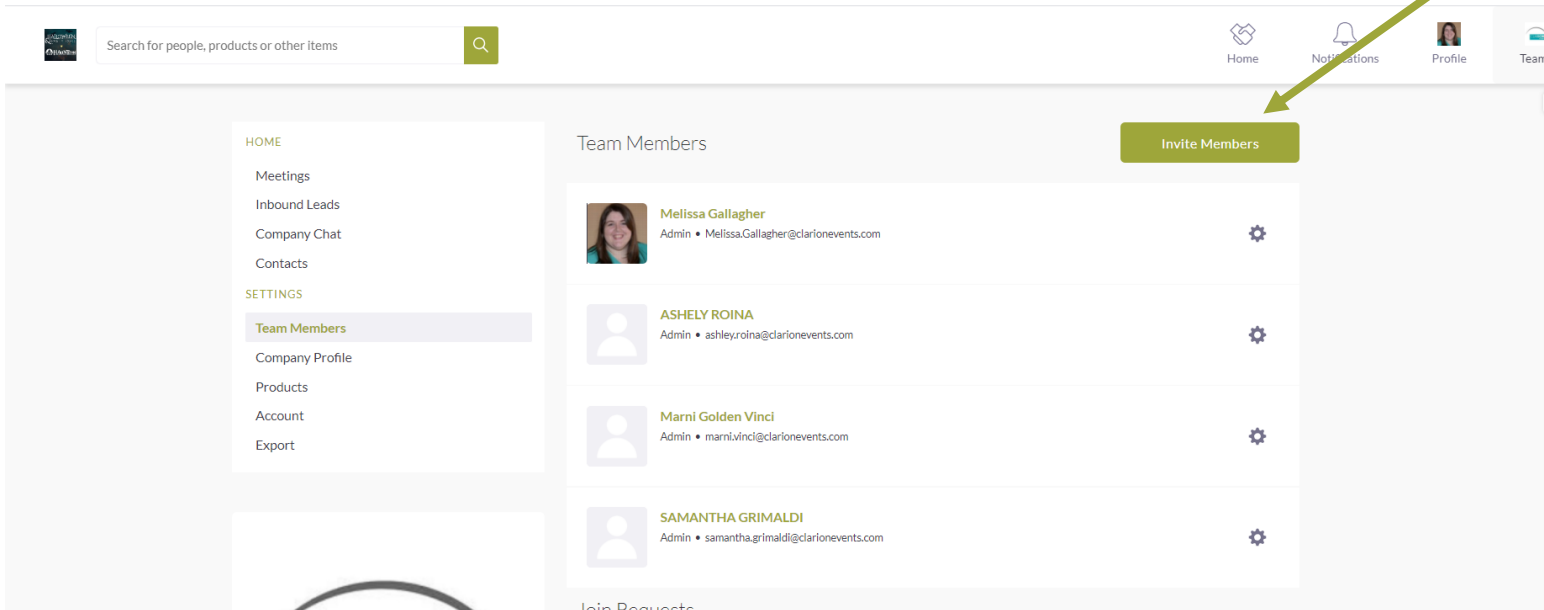 Search for people, products or other items
Home
Notifications
Profile
Team
HOME
Meetings
Inbound Leads
Company Chat
Contacts
SETTINGS
Team Members
Company Profile
Products
Account
Export
Team Members
Invite Members
Melissa Gallagher
Admin • Melissa.Gallagher@clarionevents.com
ASHELY ROINA
Admin • ashley.roina@clarionevents.com
Marni Golden Vinci
Admin • marni.vinci@clarionevents.com
SAMANTHA GRIMALDI
Admin • samantha.grimaldi@clarionevents.com
Join Requests